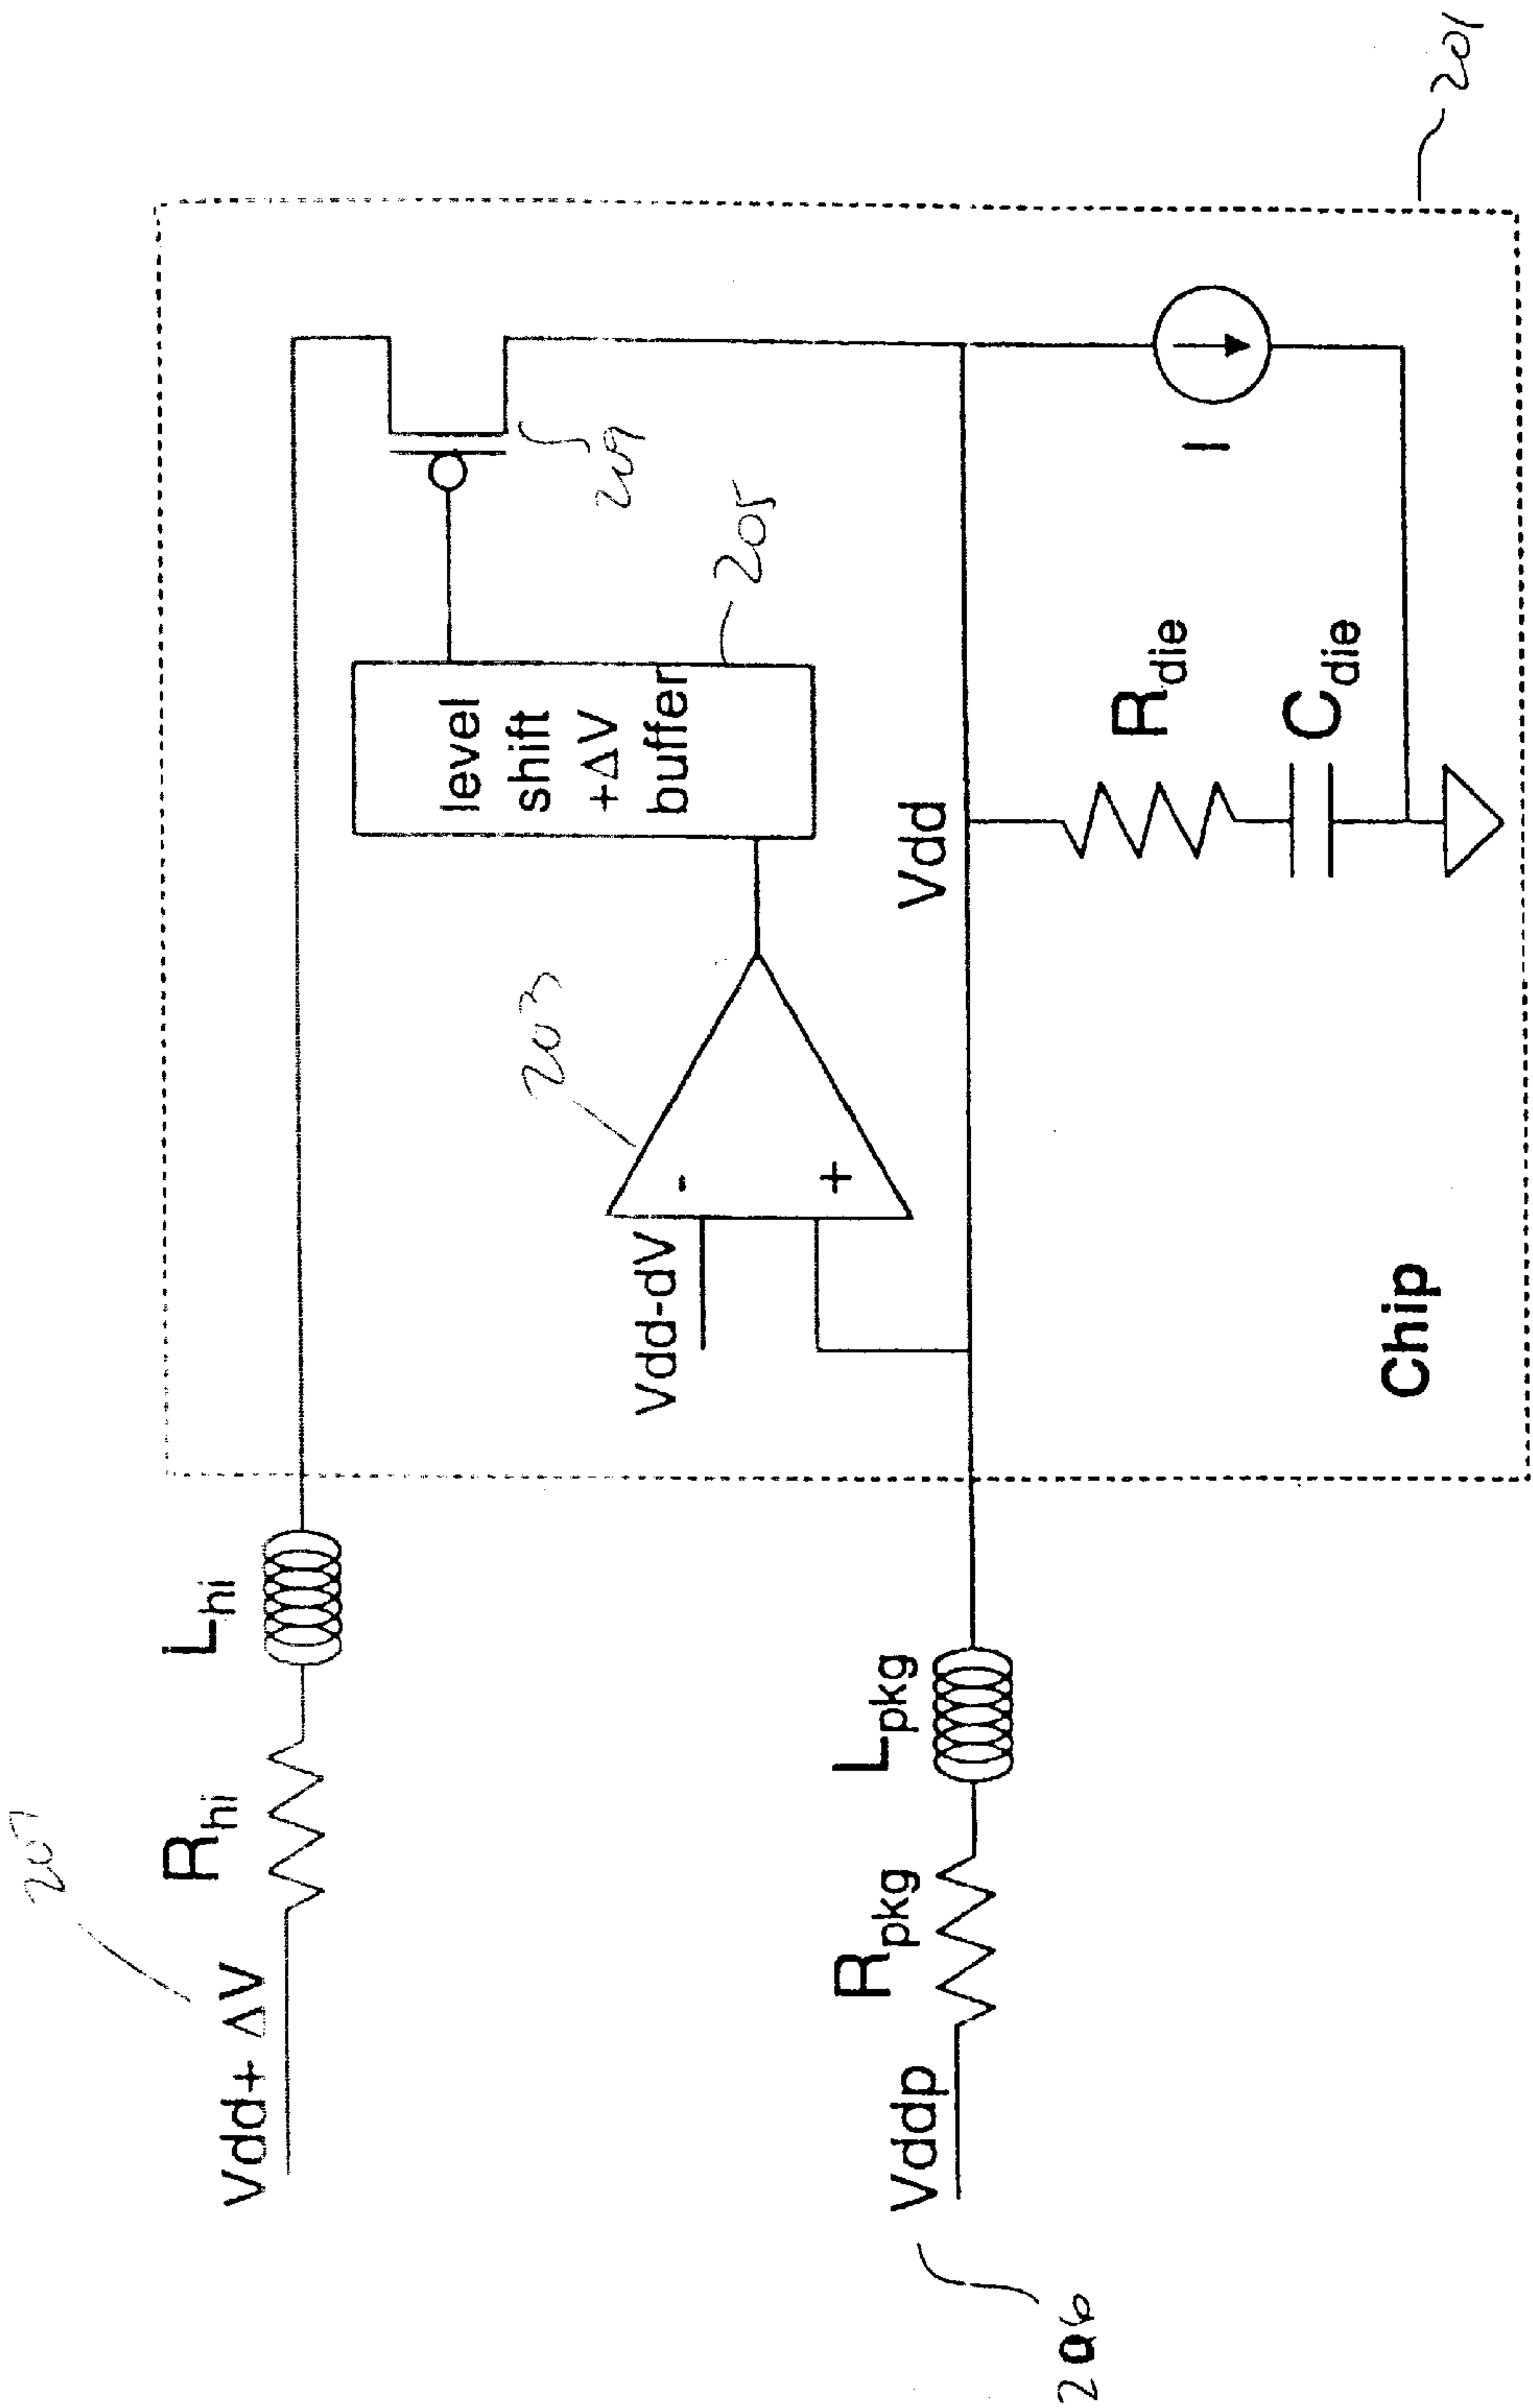 207
Vdd+ ΔV
R_hi
L_hi
206
Vddp
R_pkg
L_pkg
Vdd-dV
-
+
203
level
shift
+ΔV
buffer
205
209
Vdd
R_die
C_die
I
Chip
201